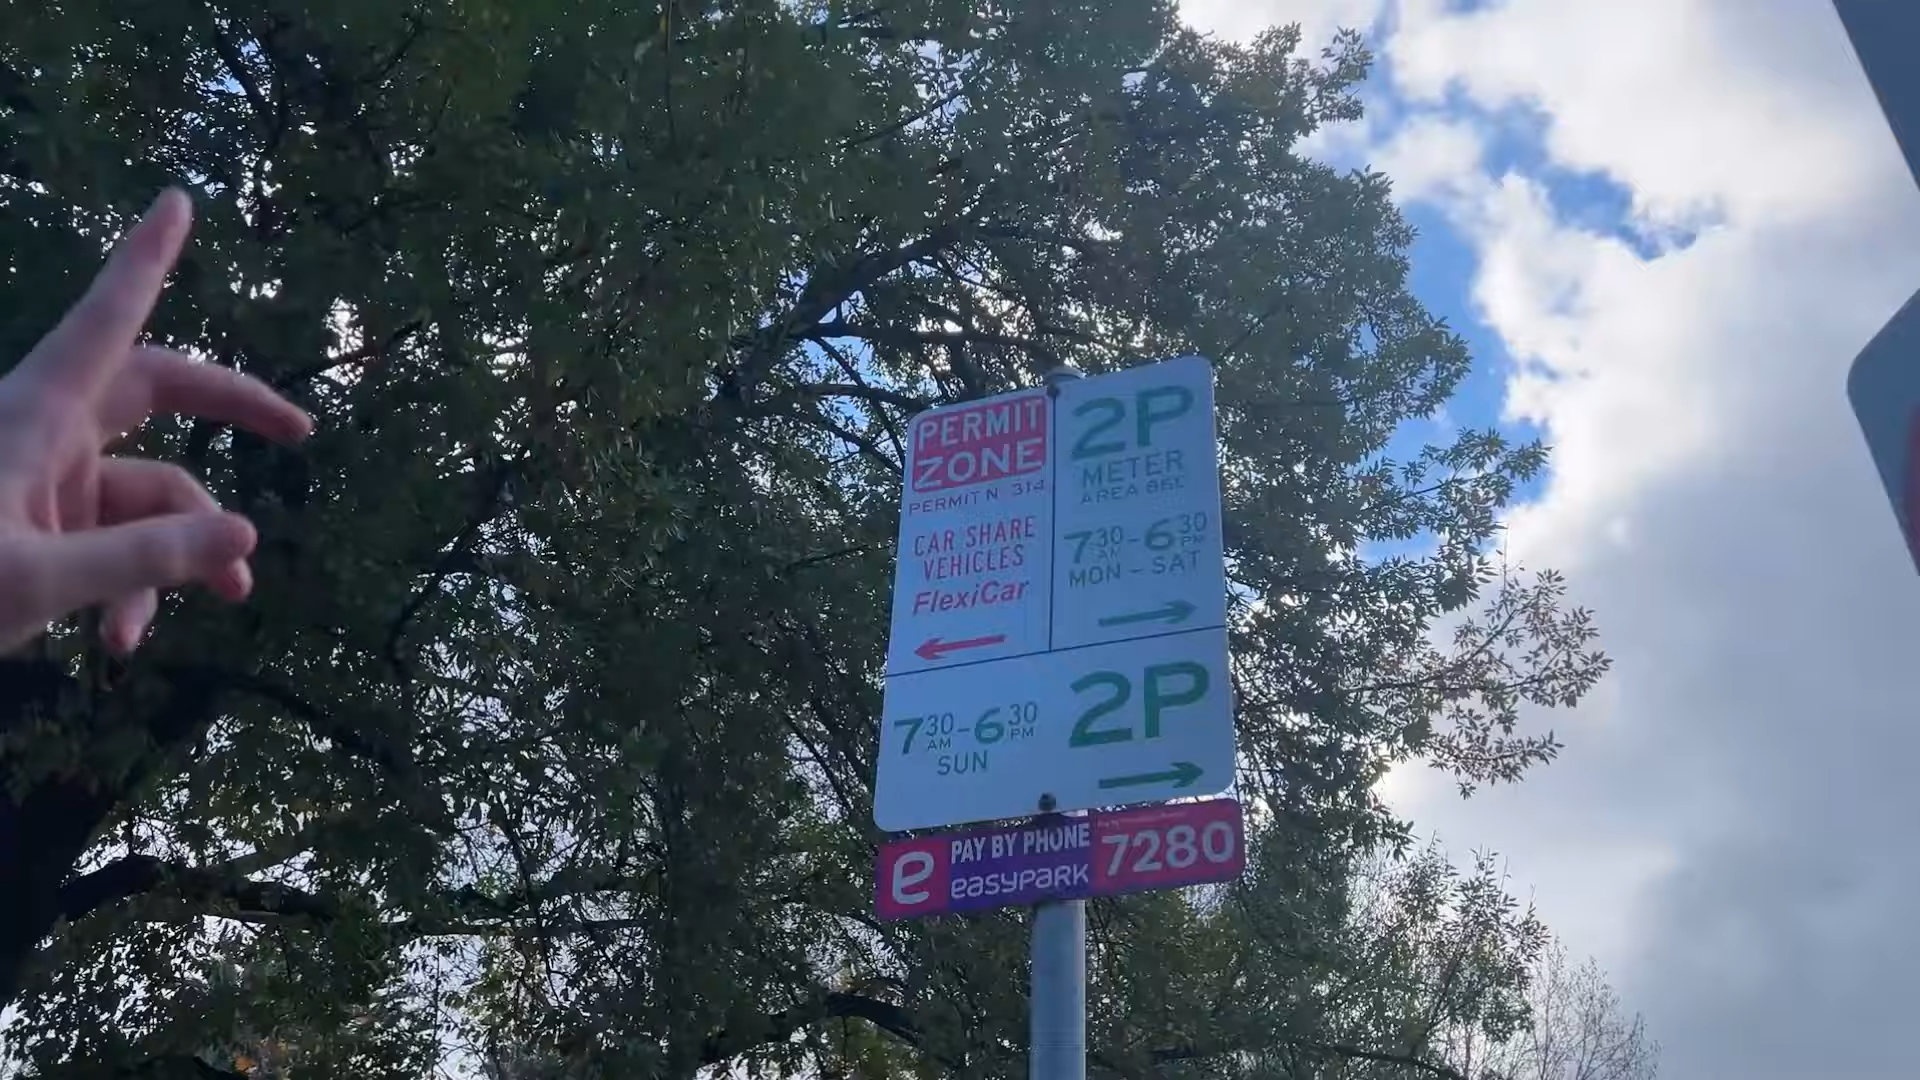 PERMIT
ZONE
PERMIT N 314
CAR SHARE
VEHICLES
FlexiCar
2P
METER
AREA
7 30 AM - 6 30 PM
MON - SAT
7 30 AM - 6 30 PM
SUN
2P
e
PAY BY PHONE
easypark
7280